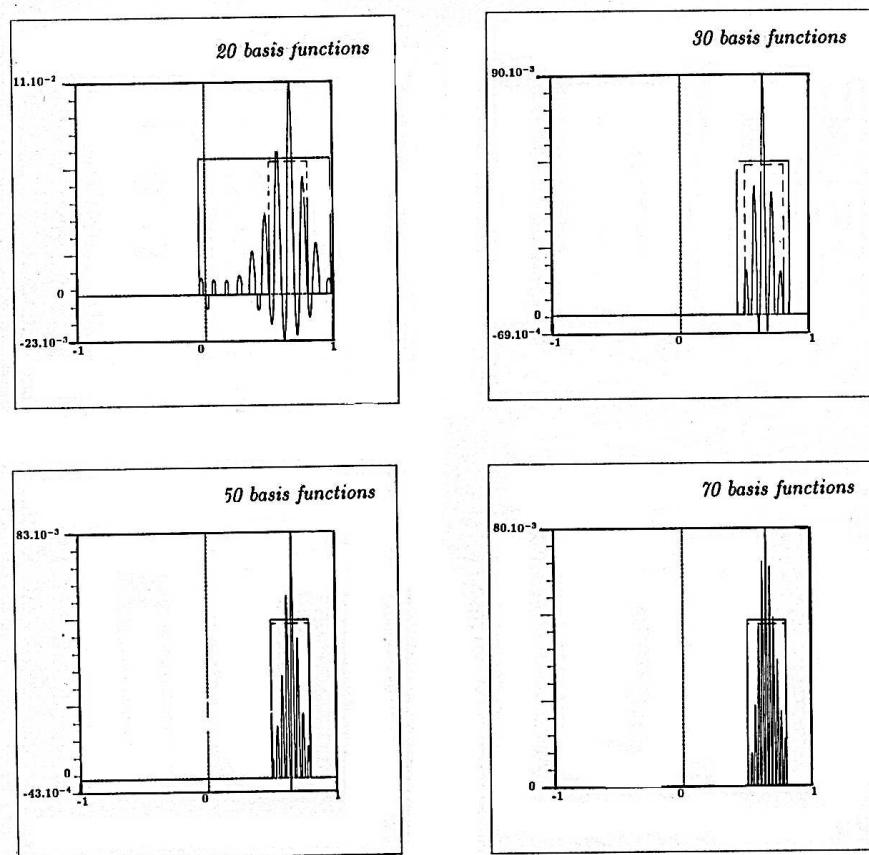 20 basis functions
11.10⁻²
0
-23.10⁻³
-1 0 1
30 basis functions
90.10⁻³
0
-69.10⁻⁴
-1 0 1
50 basis functions
83.10⁻³
0
-43.10⁻⁴
-1 0 1
70 basis functions
80.10⁻³
0
-1 0 1